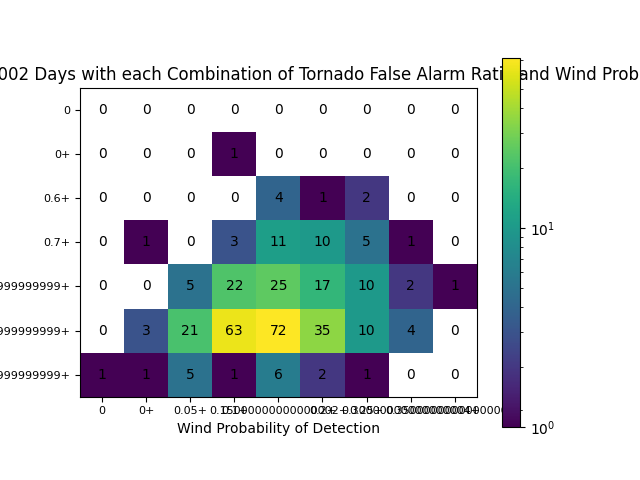 002 Days with each Combination of Tornado False Alarm Rati and Wind Prob
0 0 0 0 0 0 0 0 0 0
0+ 0 0 0 1 0 0 0 0 0
0.6+ 0 0 0 0 4 1 2 0 0
0.7+ 0 1 0 3 11 10 5 1 0
999999999+ 0 0 5 22 25 17 10 2 1
999999999+ 0 3 21 63 72 35 10 4 0
999999999+ 1 1 5 1 6 2 1 0 0
0 0+ 0.05+
Wind Probability of Detection
10¹
10⁰